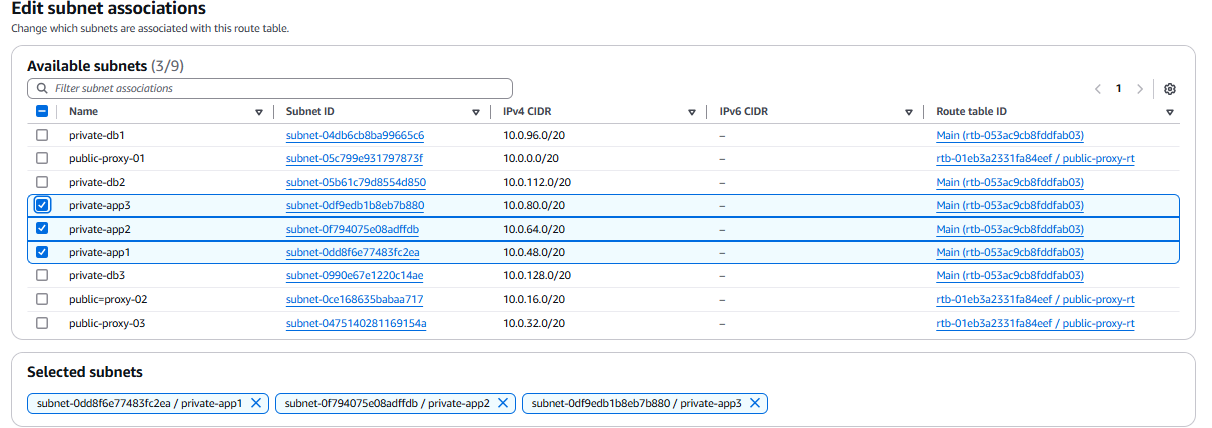 Edit subnet associations
Change which subnets are associated with this route table.
Available subnets (3/9)
Filter subnet associations
1
Name Subnet ID IPv4 CIDR IPv6 CIDR Route table ID
private-db1 subnet-04db6cb8ba99665c6 10.0.96.0/20 – Main (rtb-053ac9cb8fddfab03)
public-proxy-01 subnet-05c799e931797873f 10.0.0.0/20 – rtb-01eb3a2331fa84eef / public-proxy-rt
private-db2 subnet-05b61c79d8554d850 10.0.112.0/20 – Main (rtb-053ac9cb8fddfab03)
private-app3 subnet-0df9edb1b8eb7b880 10.0.80.0/20 – Main (rtb-053ac9cb8fddfab03)
private-app2 subnet-0f794075e08adffdb 10.0.64.0/20 – Main (rtb-053ac9cb8fddfab03)
private-app1 subnet-0dd8f6e77483fc2ea 10.0.48.0/20 – Main (rtb-053ac9cb8fddfab03)
private-db3 subnet-0990e67e1220c14ae 10.0.128.0/20 – Main (rtb-053ac9cb8fddfab03)
public=proxy-02 subnet-0ce168635babaa717 10.0.16.0/20 – rtb-01eb3a2331fa84eef / public-proxy-rt
public-proxy-03 subnet-0475140281169154a 10.0.32.0/20 – rtb-01eb3a2331fa84eef / public-proxy-rt
Selected subnets
subnet-0dd8f6e77483fc2ea / private-app1 subnet-0f794075e08adffdb / private-app2 subnet-0df9edb1b8eb7b880 / private-app3